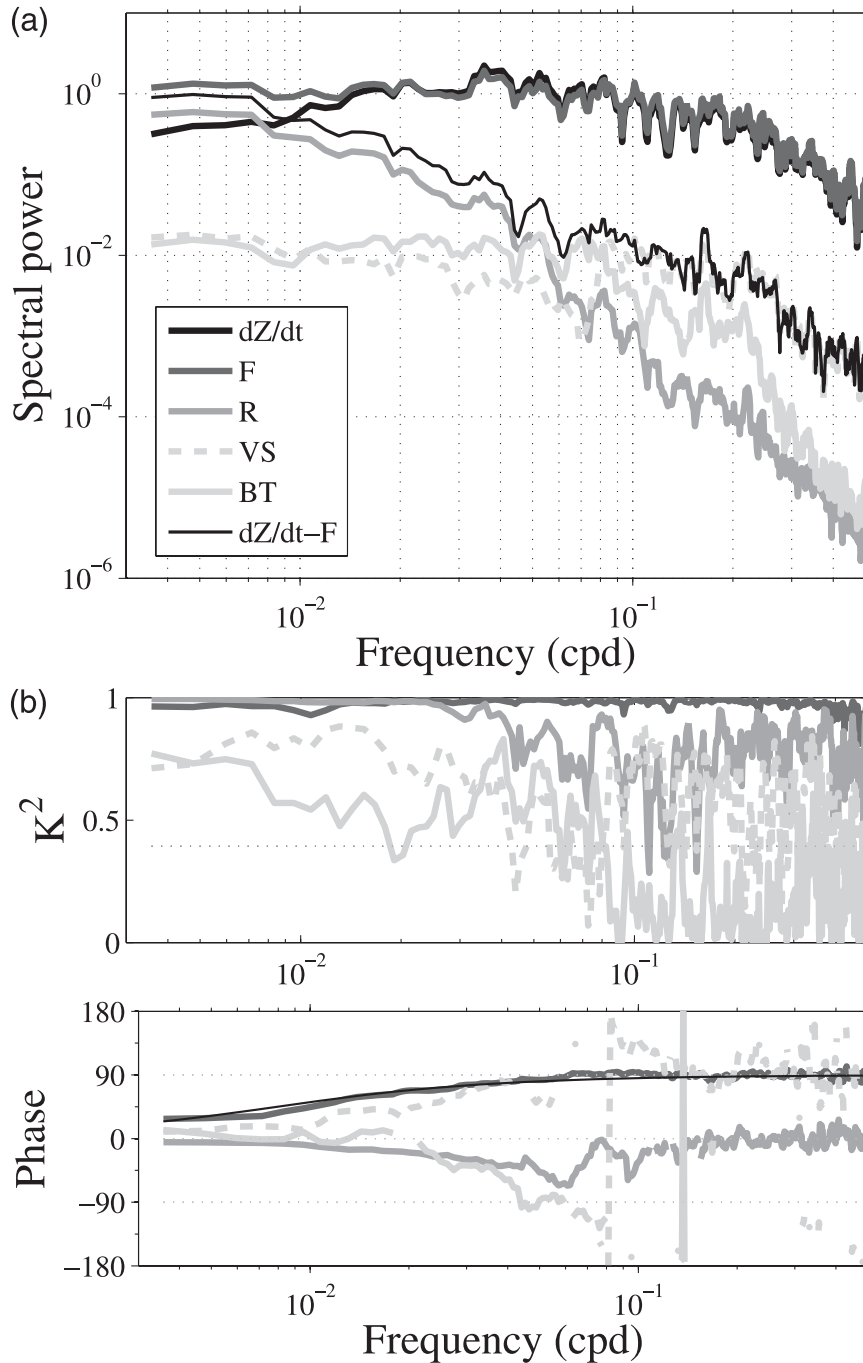 (a)
10^0
10^−2
10^−4
10^−6
Spectral power
dZ/dt
F
R
VS
BT
dZ/dt−F
10^−2
10^−1
Frequency (cpd)
(b)
1
0.5
0
K^2
10^−2
10^−1
180
90
0
−90
−180
Phase
10^−2
10^−1
Frequency (cpd)